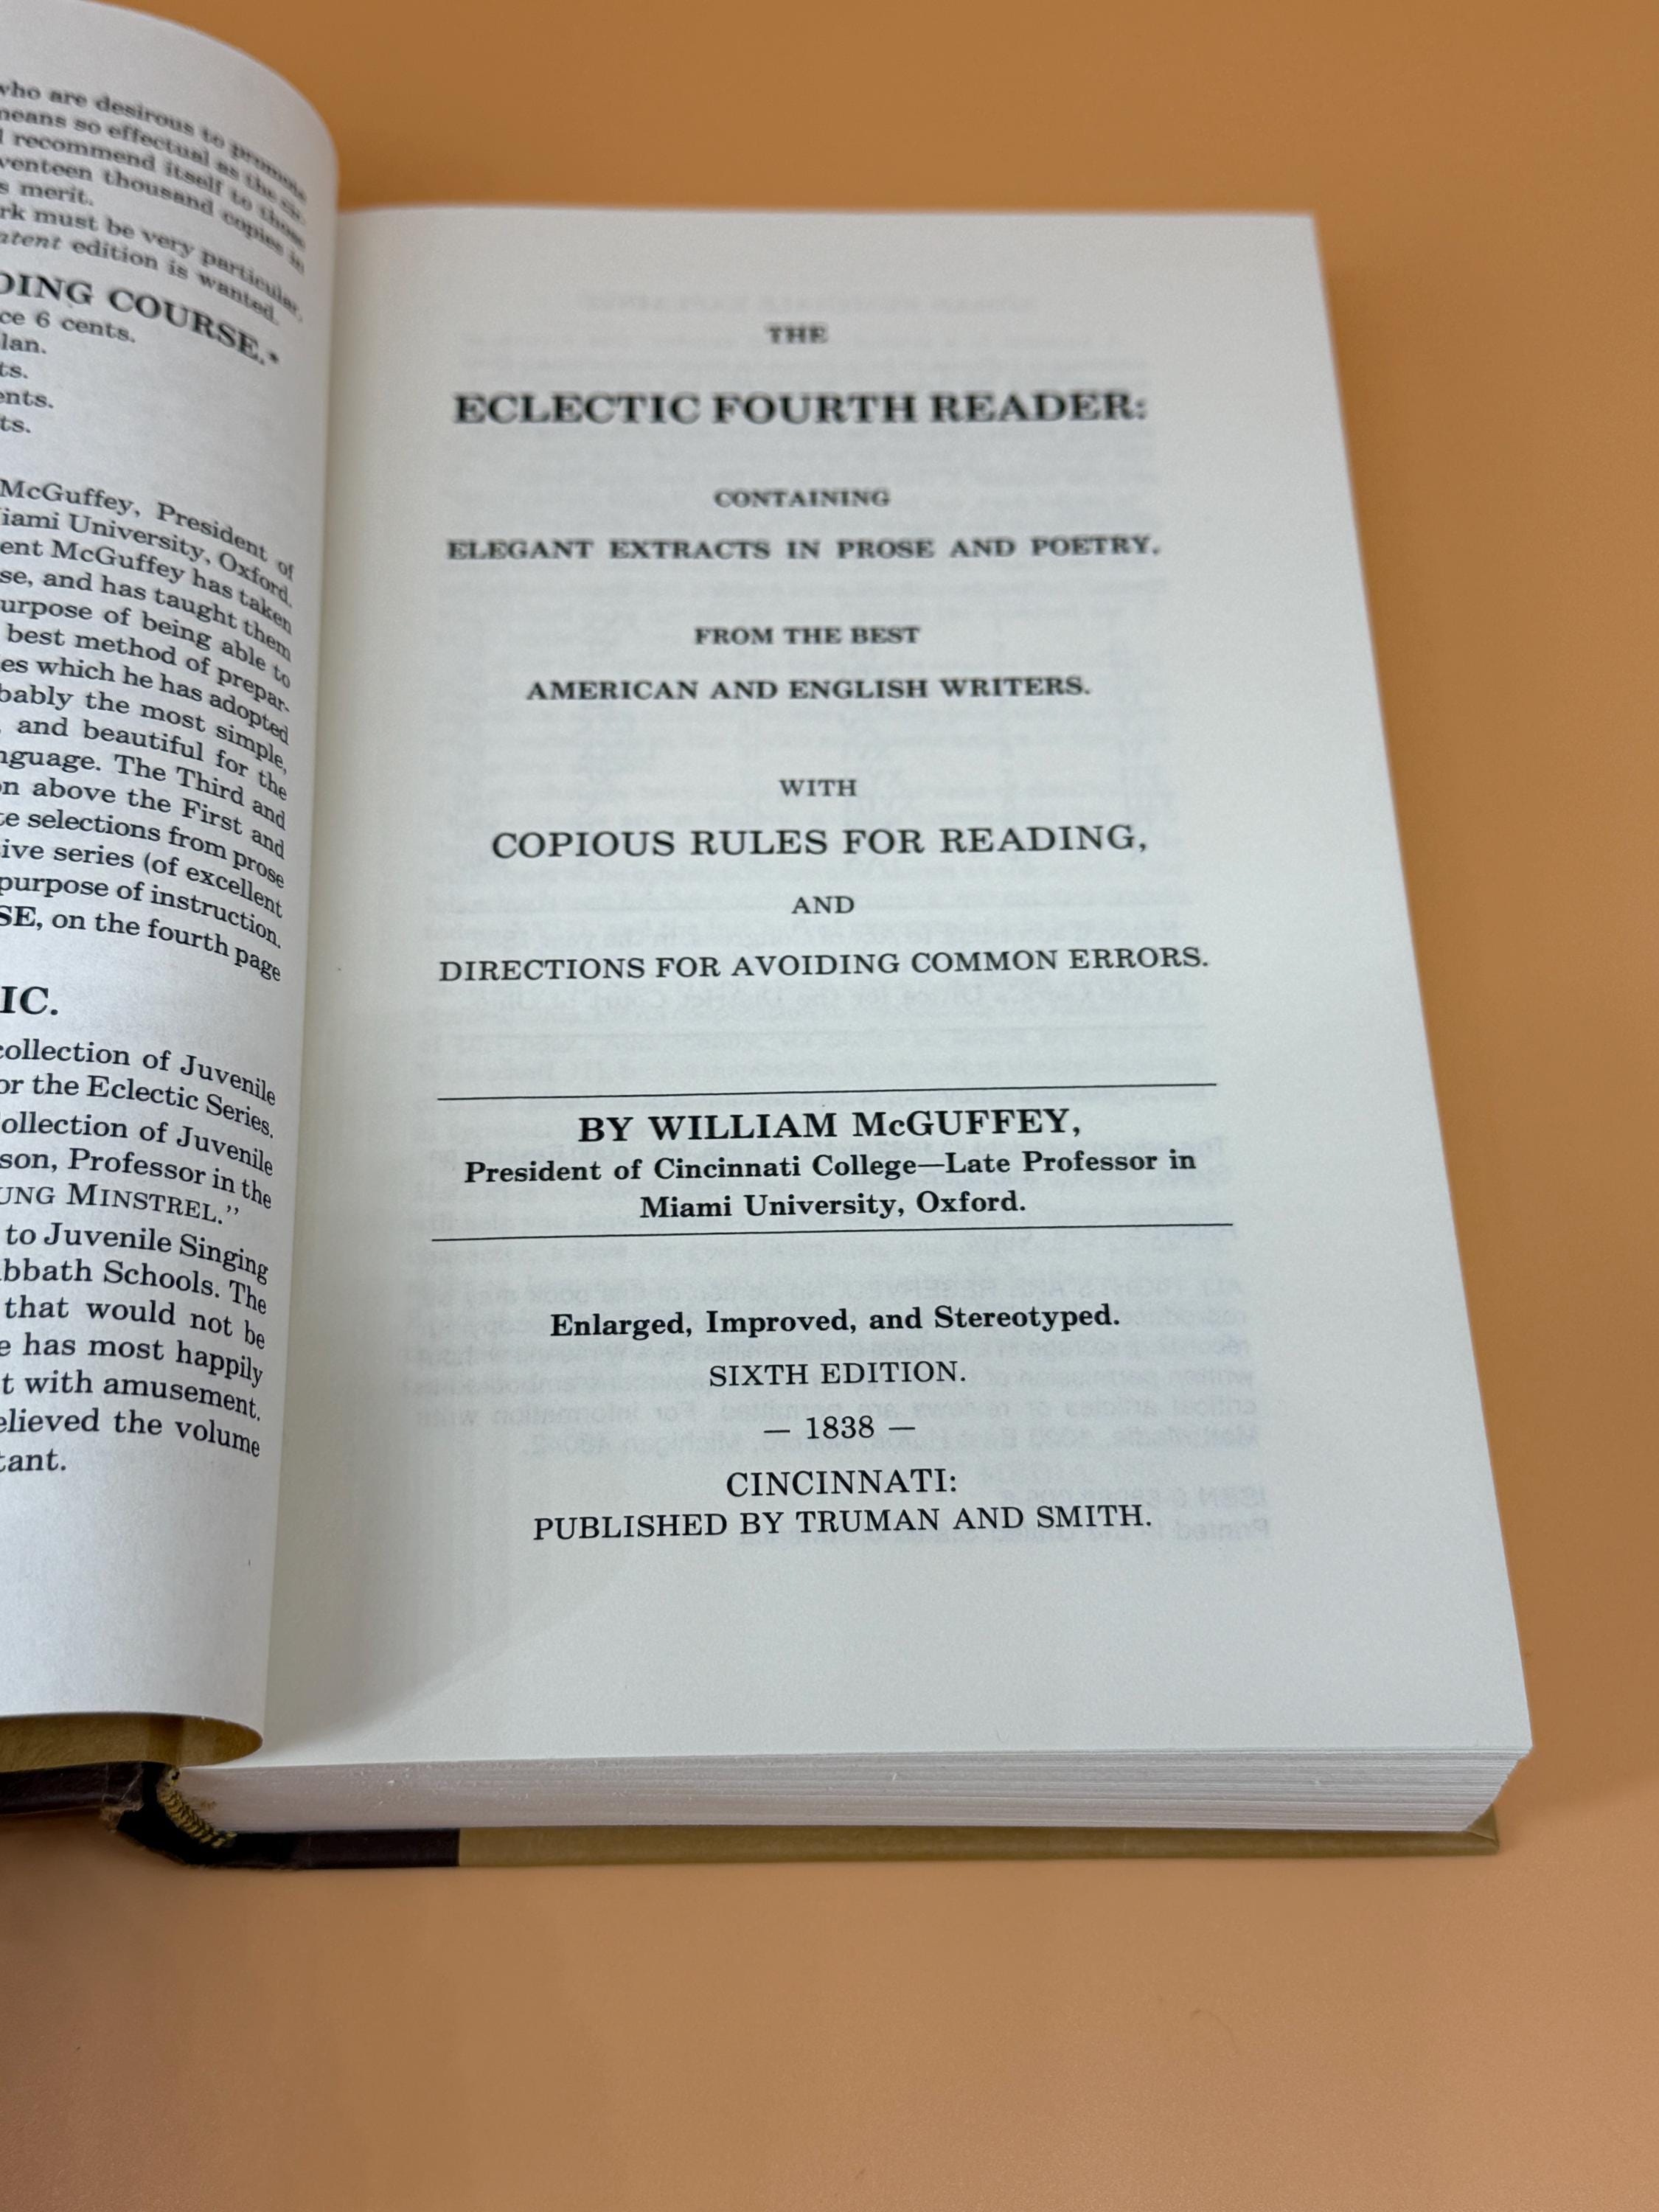 who are desirous to promote
means so effectual as the
recommend itself to those
venteen thousand copies in
s merit.
rk must be very particular,
atent edition is wanted.
DING COURSE.*
ce 6 cents.
lan.
ts.
ents.
ts.
McGuffey, President of
iami University, Oxford.
ent McGuffey has taken
se, and has taught them
urpose of being able to
best method of prepar-
es which he has adopted
bably the most simple,
, and beautiful for the
nguage. The Third and
on above the First and
te selections from prose
ive series (of excellent
purpose of instruction.
SE, on the fourth page
IC.
collection of Juvenile
or the Eclectic Series.
ollection of Juvenile
son, Professor in the
UNG MINSTREL."
to Juvenile Singing
bbath Schools. The
that would not be
e has most happily
t with amusement.
elieved the volume
tant.
THE
ECLECTIC FOURTH READER:
CONTAINING
ELEGANT EXTRACTS IN PROSE AND POETRY,
FROM THE BEST
AMERICAN AND ENGLISH WRITERS.
WITH
COPIOUS RULES FOR READING,
AND
DIRECTIONS FOR AVOIDING COMMON ERRORS.
BY WILLIAM McGUFFEY,
President of Cincinnati College—Late Professor in
Miami University, Oxford.
Enlarged, Improved, and Stereotyped.
SIXTH EDITION.
— 1838 —
CINCINNATI:
PUBLISHED BY TRUMAN AND SMITH.